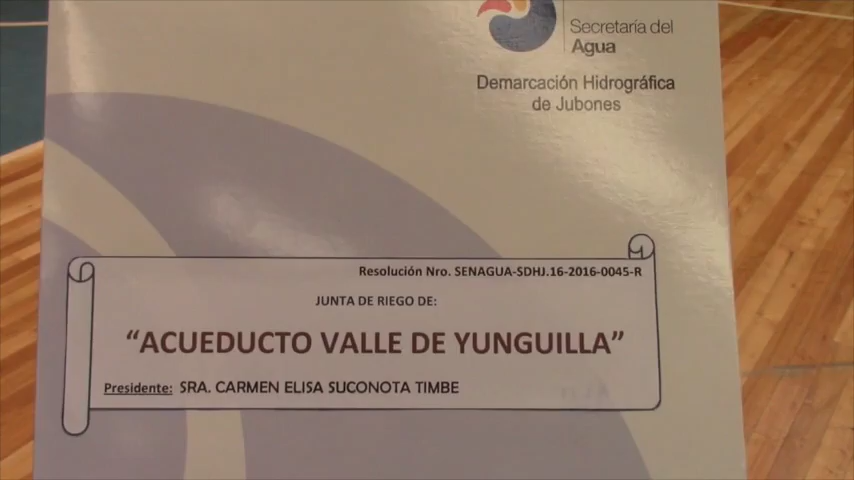 Secretaría del
Agua
Demarcación Hidrográfica
de Jubones
Resolución Nro. SENAGUA-SDHJ.16-2016-0045-R
JUNTA DE RIEGO DE:
“ACUEDUCTO VALLE DE YUNGUILLA”
Presidente: SRA. CARMEN ELISA SUCONOTA TIMBE